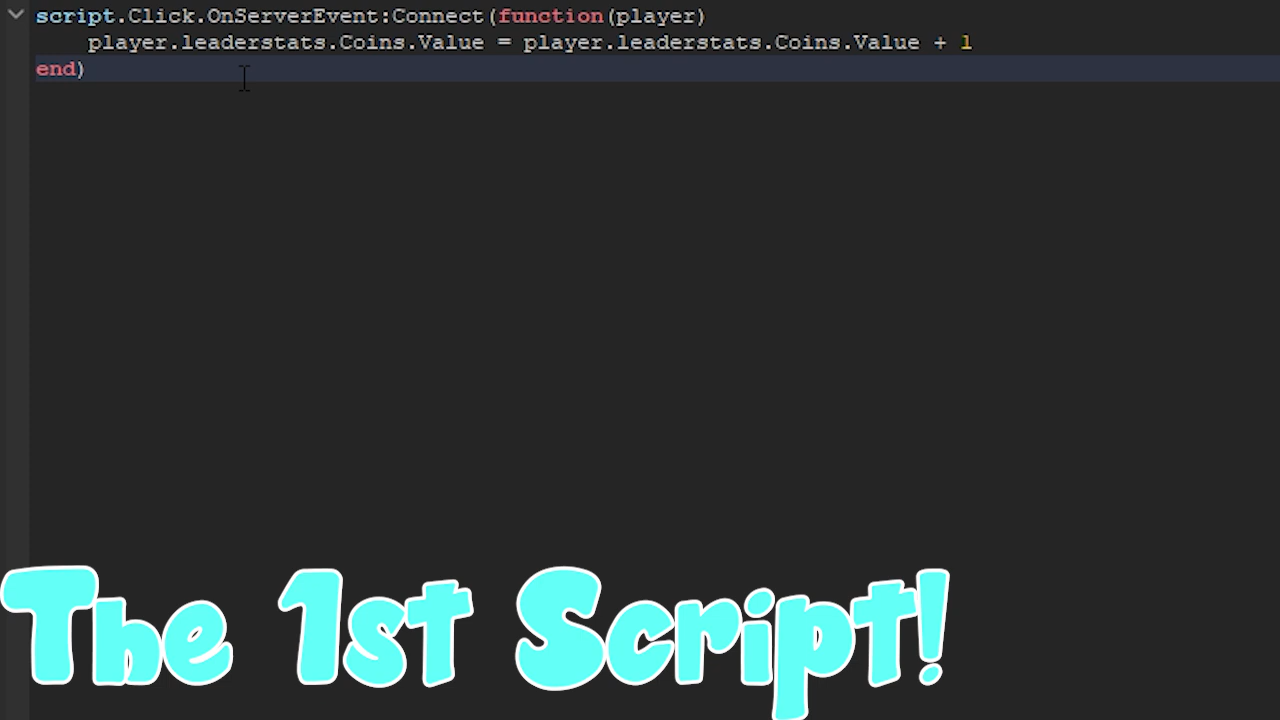 script.Click.OnServerEvent:Connect(function(player)
    player.leaderstats.Coins.Value = player.leaderstats.Coins.Value + 1
end)
The 1st Script!